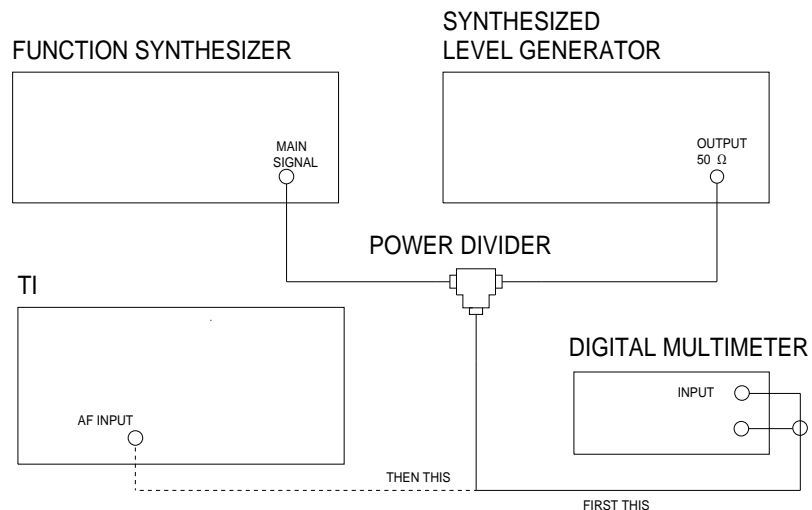 SYNTHESIZED
FUNCTION SYNTHESIZER
LEVEL GENERATOR
MAIN
SIGNAL
OUTPUT
50 Ω
POWER DIVIDER
TI
DIGITAL MULTIMETER
INPUT
AF INPUT
THEN THIS
FIRST THIS